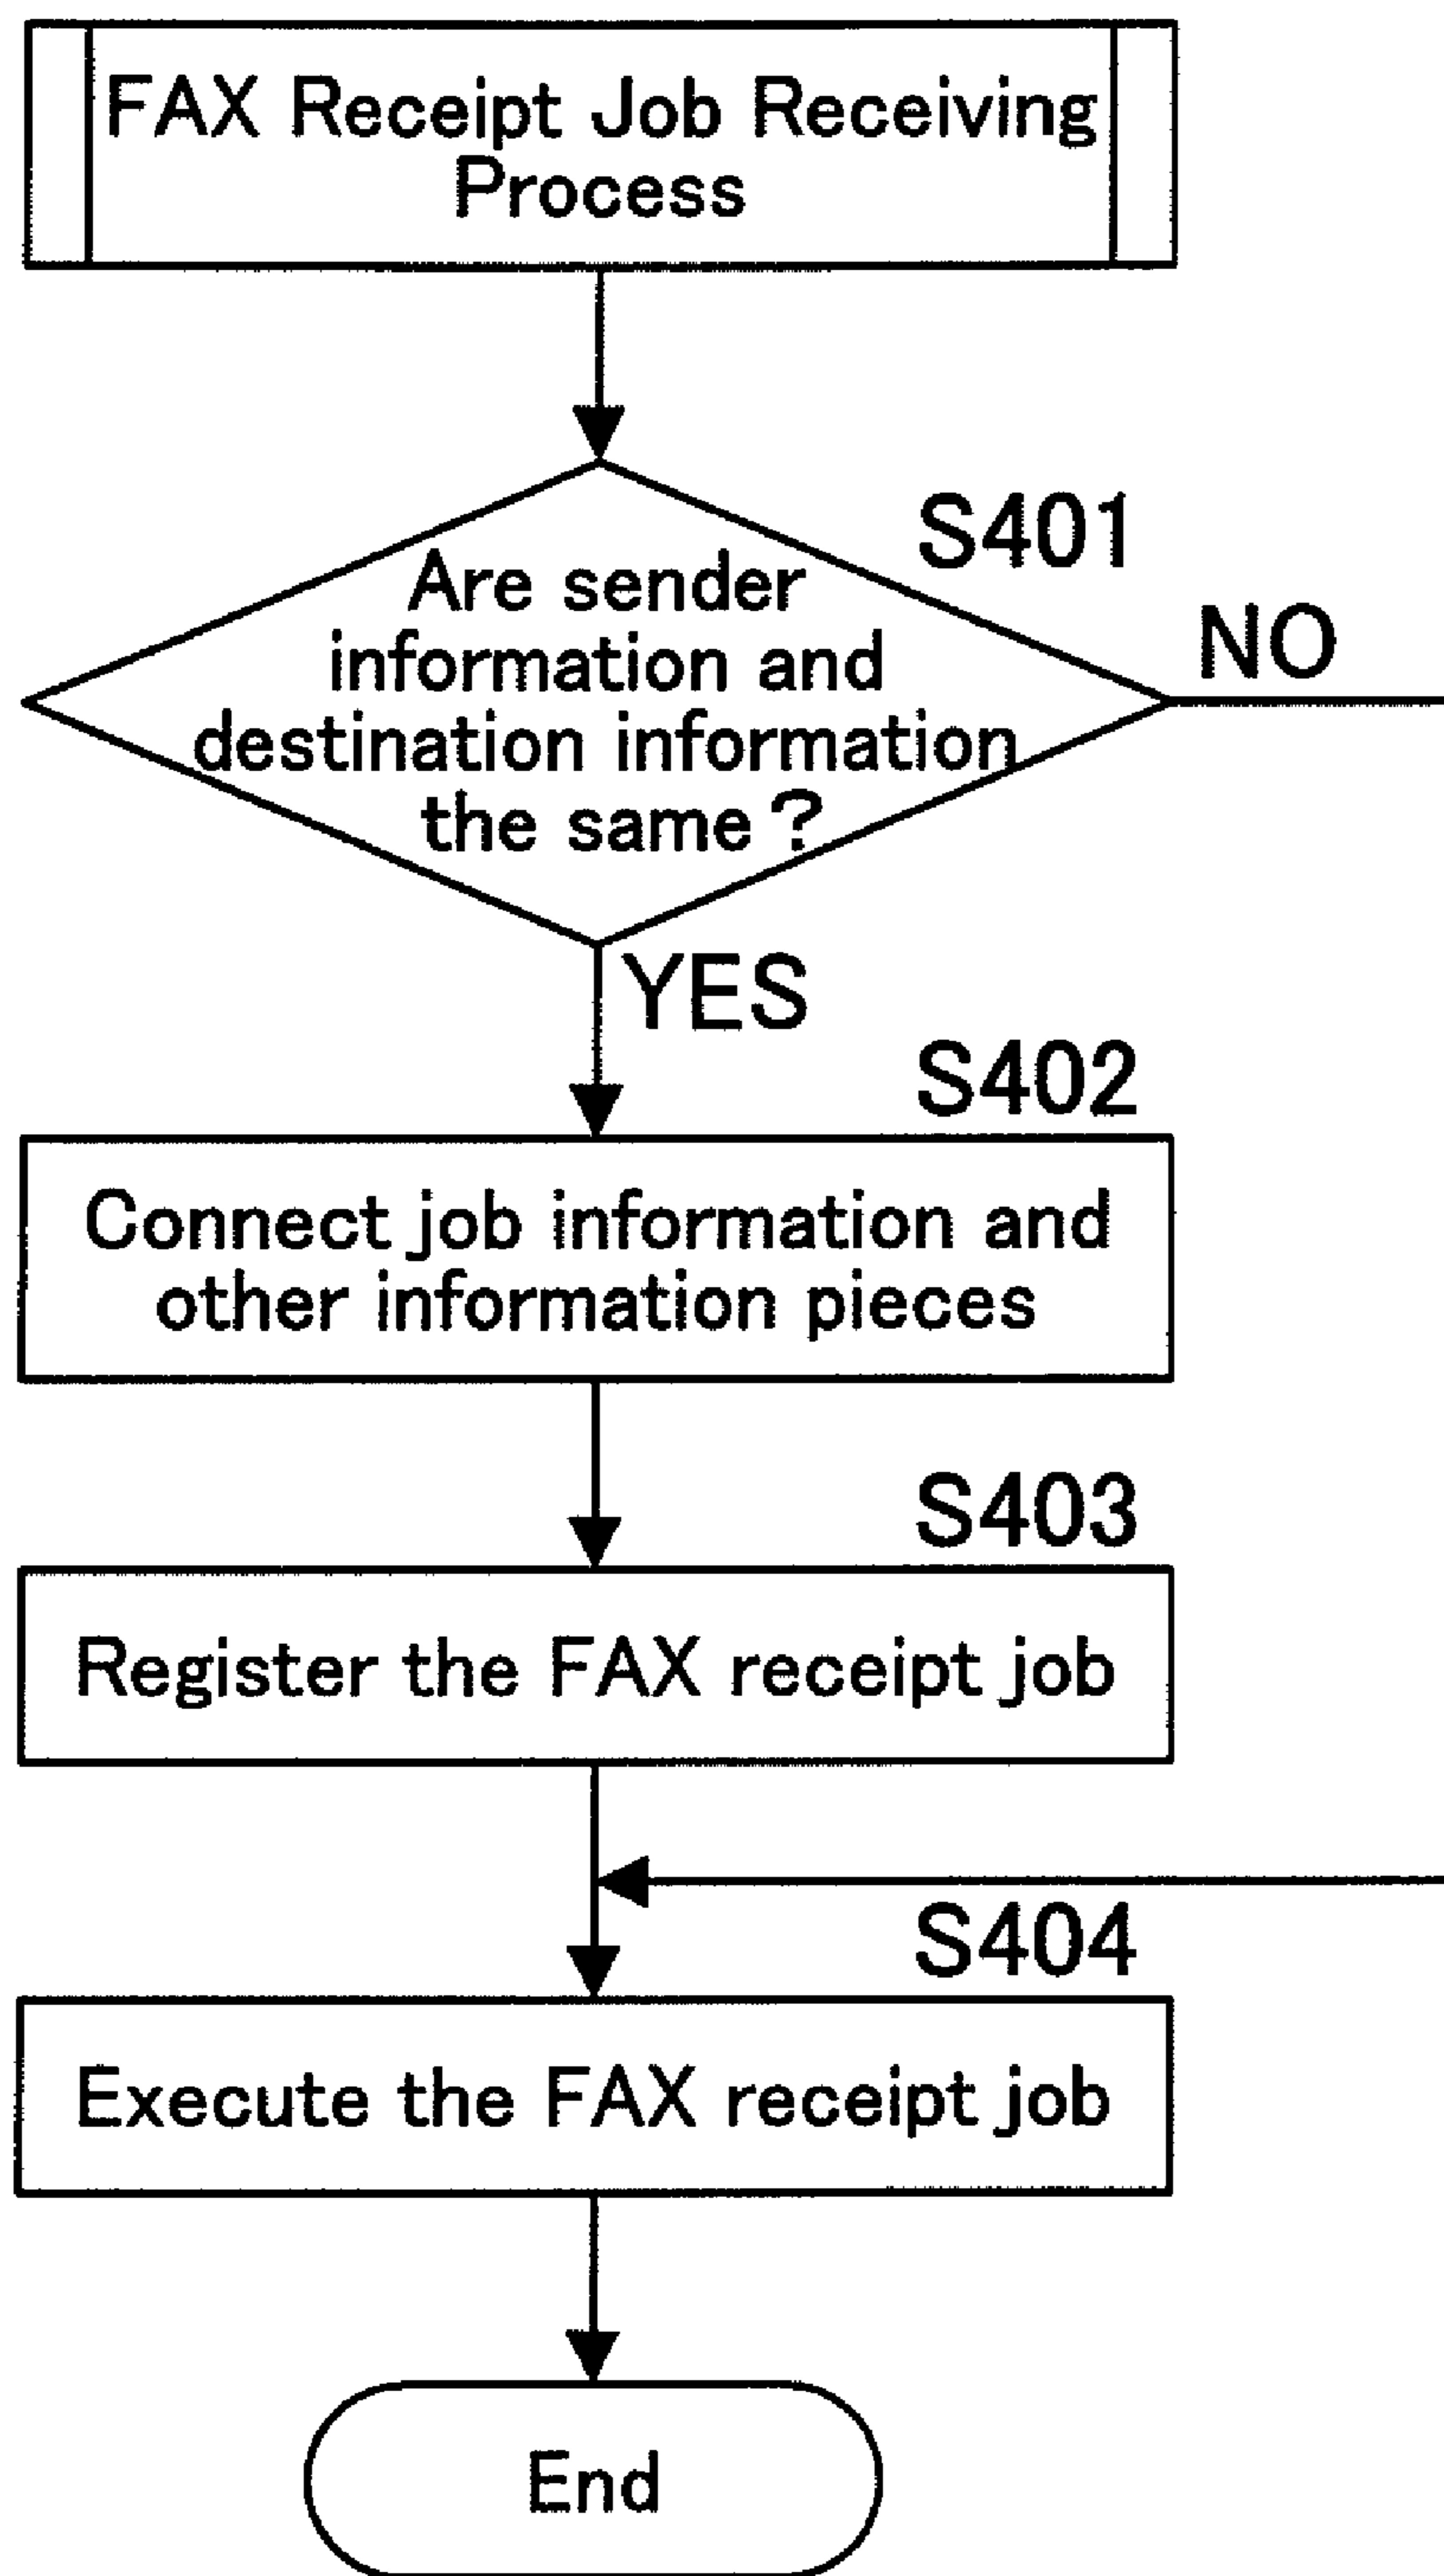 FAX Receipt Job Receiving
Process
S401
Are sender
information and
destination information
the same?
NO
YES
S402
Connect job information and
other information pieces
S403
Register the FAX receipt job
S404
Execute the FAX receipt job
End